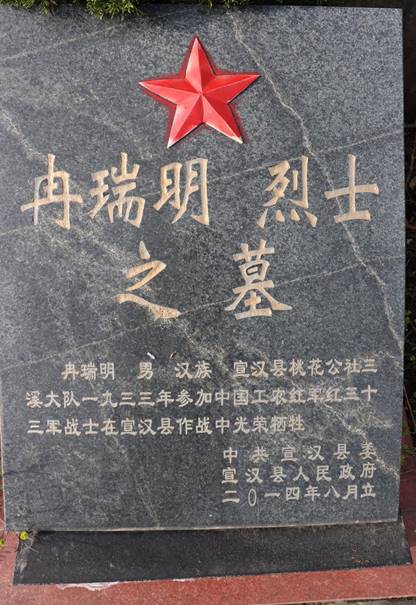 冉瑞明 烈士
之墓
冉瑞明 男 汉族 宣汉县桃花公社三
溪大队一九三三年参加中国工农红军红三十
三军战士在宣汉县作战中光荣牺牲
中共宣汉县委
宣汉县人民政府
二〇一四年八月立